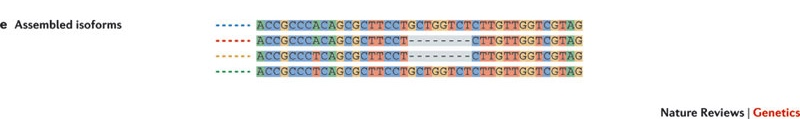 e Assembled isoforms
ACCGCCCACAGCGCTTCCTGCTGGTCTCTTGTTGGTCGTAG
ACCGCCCACAGCGCTTCCT--------CTTGTTGGTCGTAG
ACCGCCCTCAGCGCTTCCT--------CTTGTTGGTCGTAG
ACCGCCCTCAGCGCTTCCTGCTGGTCTCTTGTTGGTCGTAG
Nature Reviews | Genetics